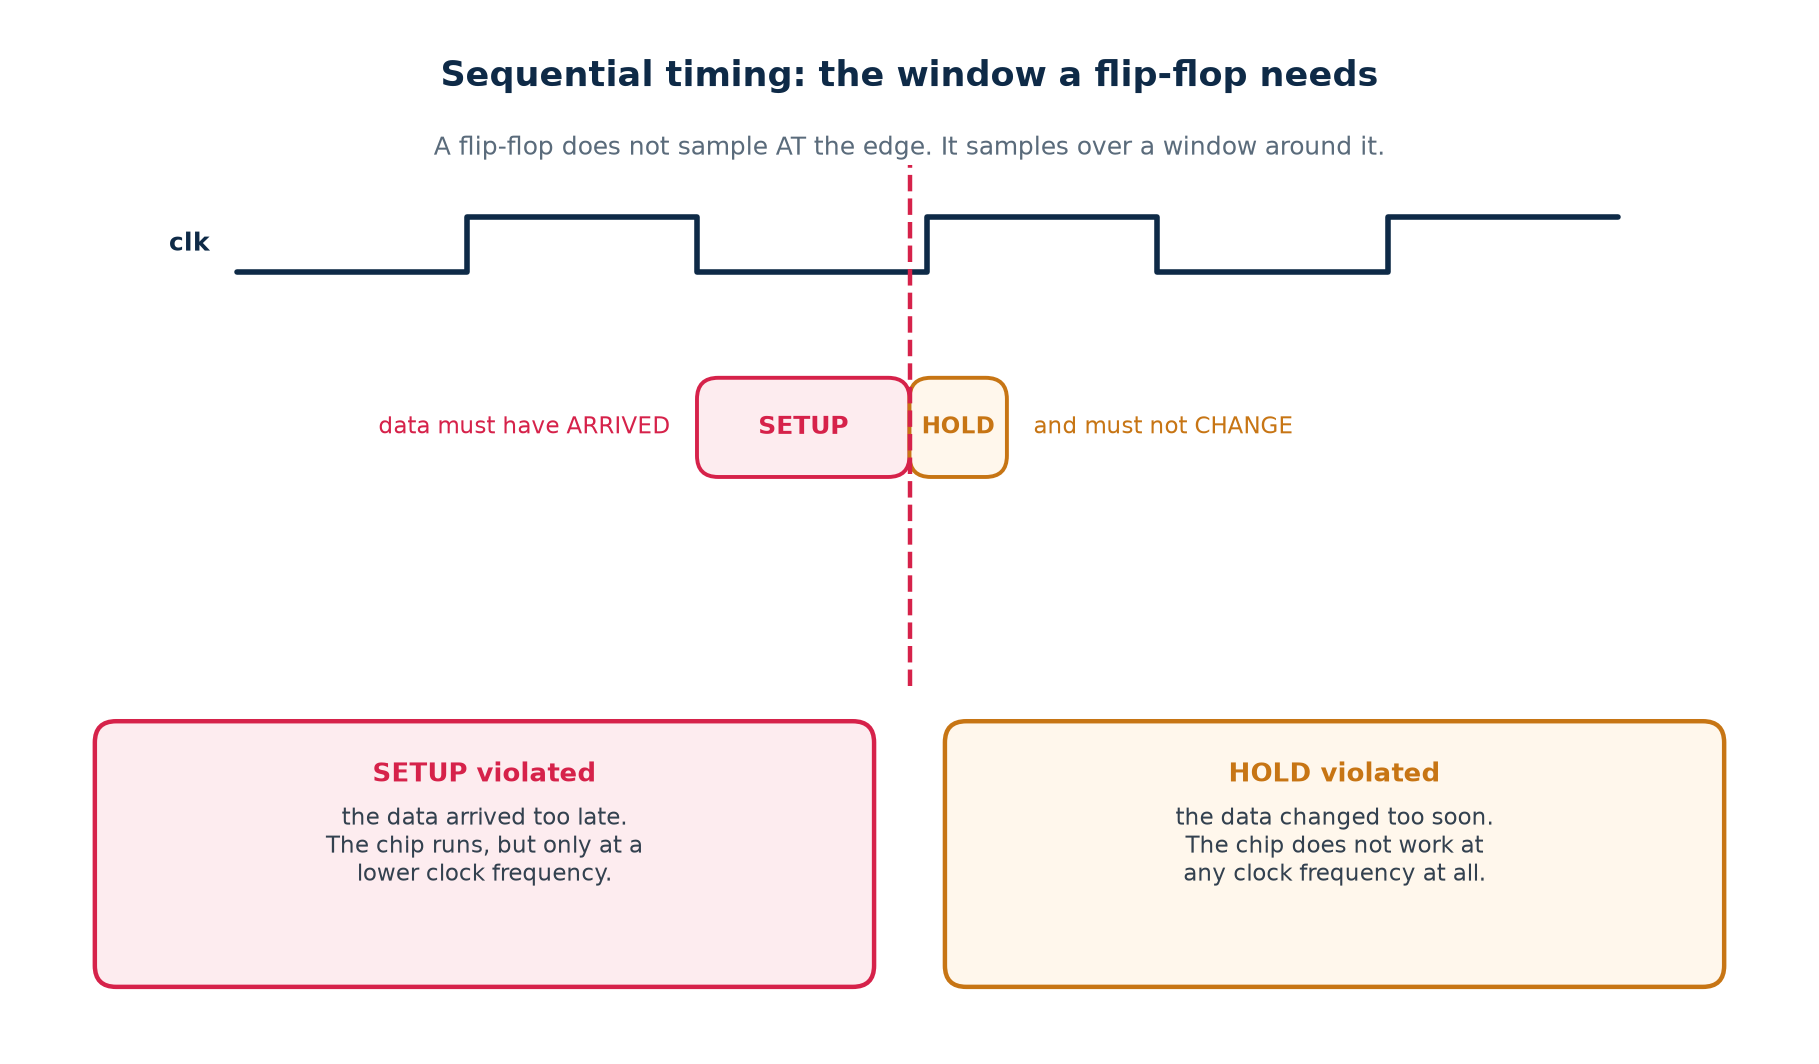 Sequential timing: the window a flip-flop needs
A flip-flop does not sample AT the edge. It samples over a window around it.
clk
data must have ARRIVED
SETUP
HOLD
and must not CHANGE
SETUP violated
the data arrived too late.
The chip runs, but only at a
lower clock frequency.
HOLD violated
the data changed too soon.
The chip does not work at
any clock frequency at all.